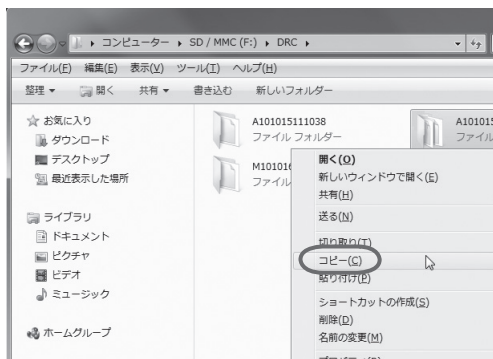 コンピューター ▸ SD / MMC (F:) ▸ DRC ▸
ファイル(F) 編集(E) 表示(V) ツール(T) ヘルプ(H)
整理 ▼ 開く 共有 ▼ 書き込む 新しいフォルダー
お気に入り
ダウンロード
デスクトップ
最近表示した場所
ライブラリ
ドキュメント
ピクチャ
ビデオ
ミュージック
ホームグループ
A101015111038
ファイル フォルダー
A101015
ファイル
M101016
ファイル
開く(O)
新しいウィンドウで開く(E)
共有(H)
送る(N)
切り取り(T)
コピー(C)
貼り付け(P)
ショートカットの作成(S)
削除(D)
名前の変更(M)